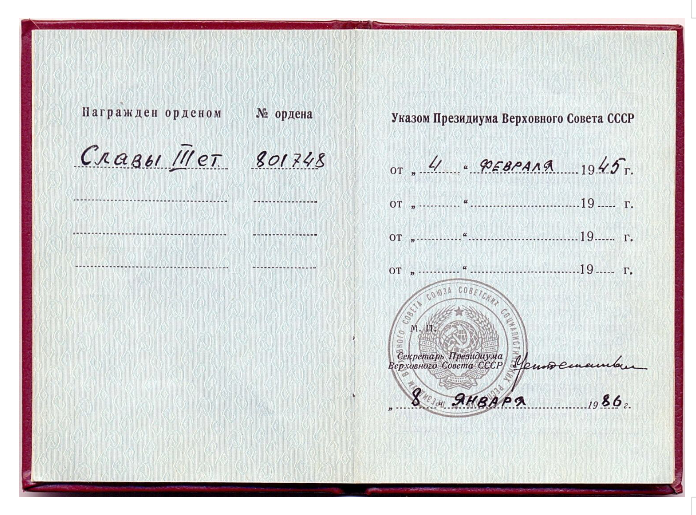 Награжден орденом № ордена
Славы III ст 801748
Указом Президиума Верховного Совета СССР
от „ 4 “ ФЕВРАЛЯ 1945 г.
от „ “ 19 г.
от „ “ 19 г.
от „ “ 19 г.
М. П.
Секретарь Президиума
Верховного Совета СССР
„ 8 ЯНВАРЯ 1986 г.